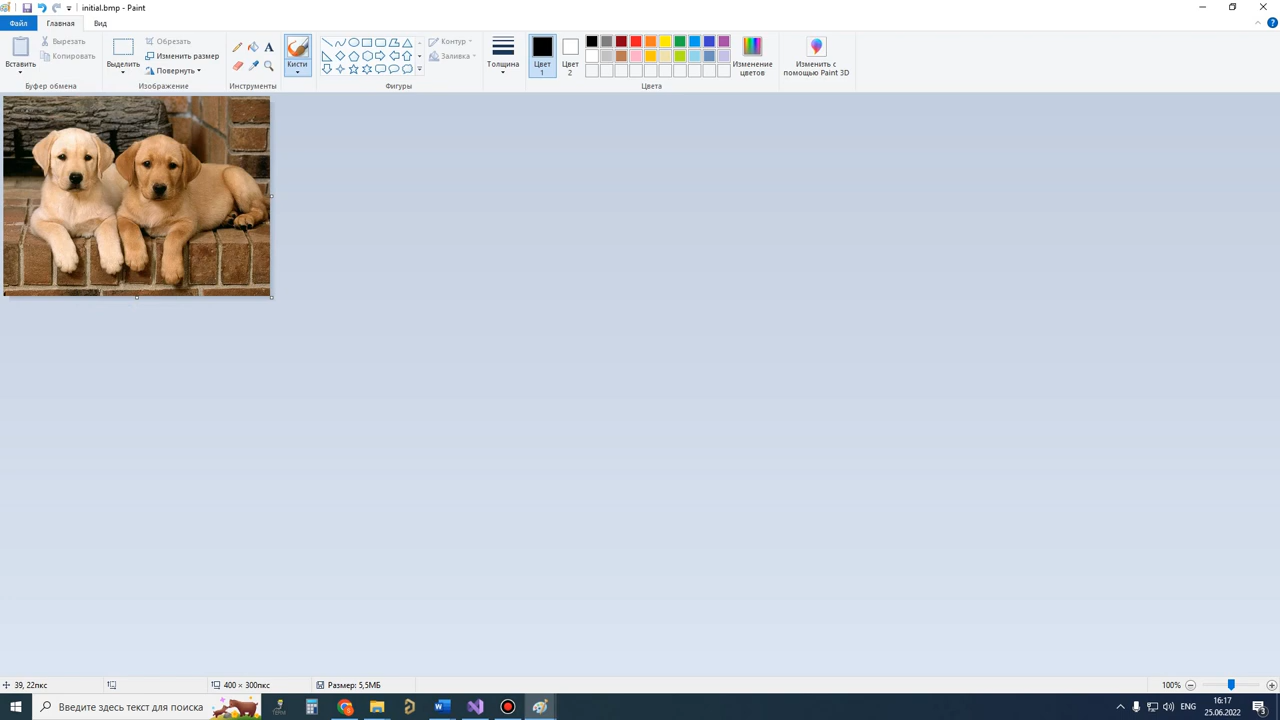 initial.bmp - Paint
Файл Главная Вид
Вставить
Вырезать
Копировать
Буфер обмена
Выделить
Обрезать
Изменить размер
Повернуть
Изображение
A
Инструменты
Кисти
Контур
Заливка
Фигуры
Толщина
Цвет
1
Цвет
2
Изменение
цветов
Цвета
Изменить с
помощью Paint 3D
39, 22пкс
400 × 300пкс
Размер: 5,5МБ
100%
Введите здесь текст для поиска
TERM
W
ENG
16:17
25.06.2022
3